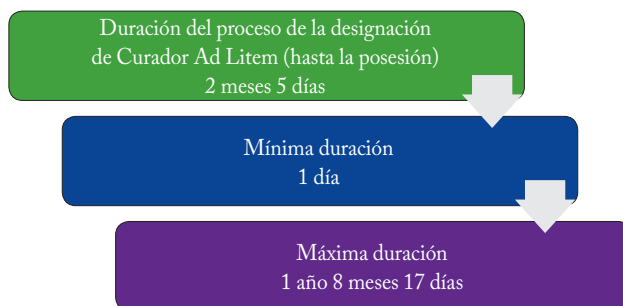 Duración del proceso de la designación
de Curador Ad Litem (hasta la posesión)
2 meses 5 días
Mínima duración
1 día
Máxima duración
1 año 8 meses 17 días